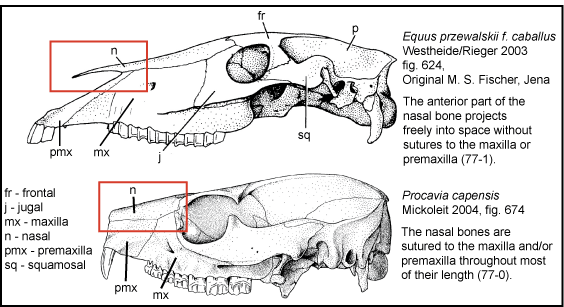 fr
n
p
Equus przewalskii f. caballus
Westheide/Rieger 2003
fig. 624,
Original M. S. Fischer, Jena
The anterior part of the
nasal bone projects
freely into space without
sutures to the maxilla or
premaxilla (77-1).
pmx
mx
j
sq
fr - frontal
j - jugal
mx - maxilla
n - nasal
pmx - premaxilla
sq - squamosal
n
pmx
mx
Procavia capensis
Mickoleit 2004, fig. 674
The nasal bones are
sutured to the maxilla and/or
premaxilla throughout most
of their length (77-0).